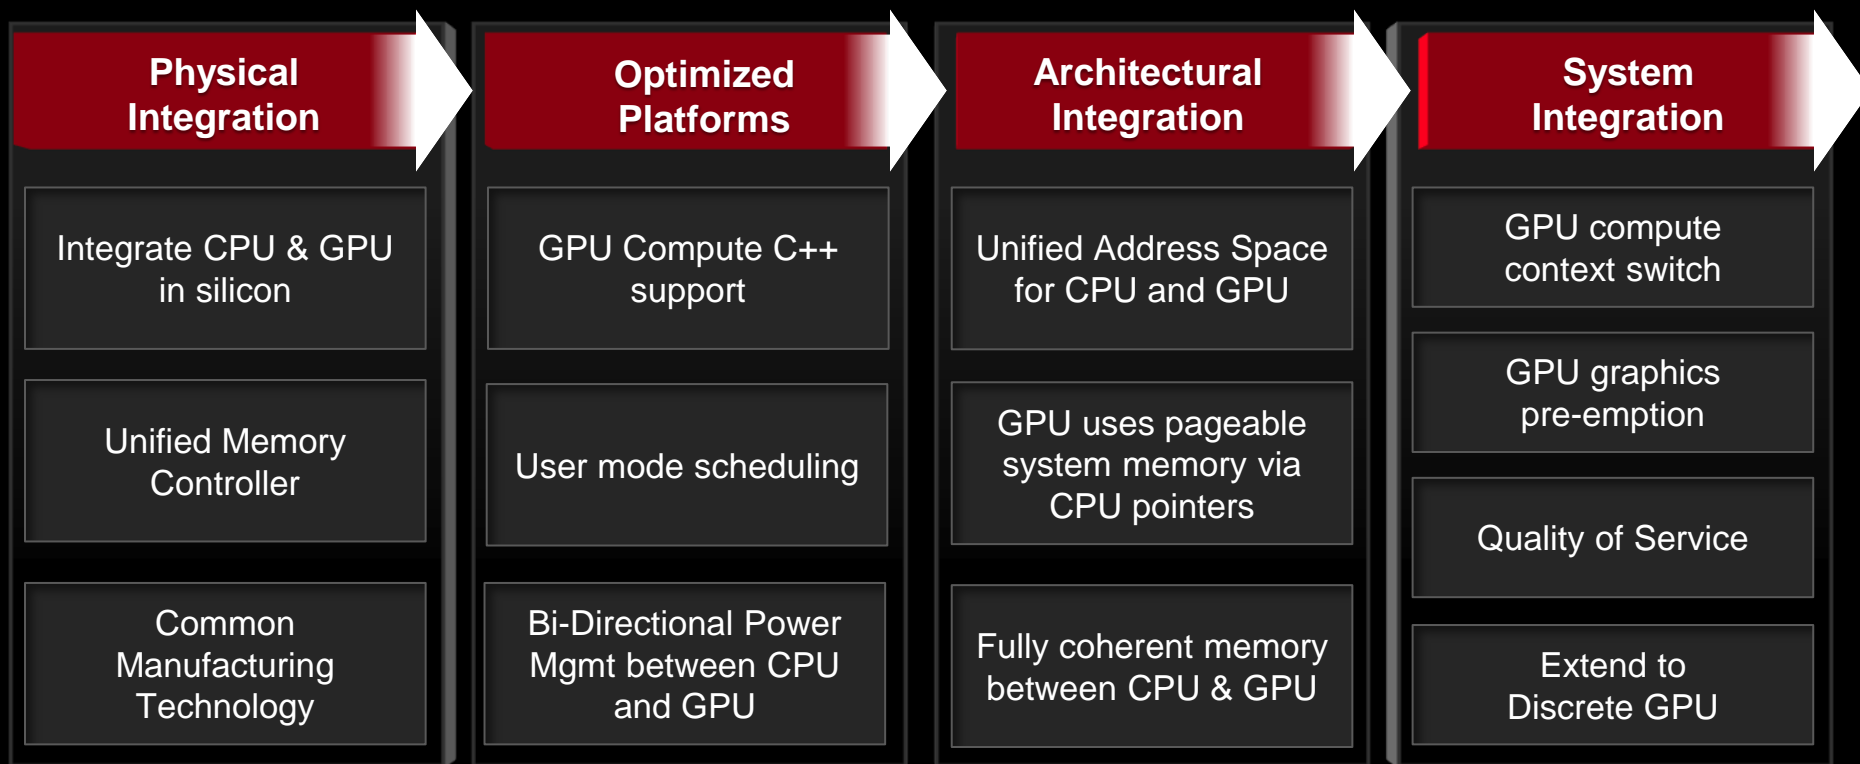 Physical
Integration
Integrate CPU & GPU
in silicon
Unified Memory
Controller
Common
Manufacturing
Technology
Optimized
Platforms
GPU Compute C++
support
User mode scheduling
Bi-Directional Power
Mgmt between CPU
and GPU
Architectural
Integration
Unified Address Space
for CPU and GPU
GPU uses pageable
system memory via
CPU pointers
Fully coherent memory
between CPU & GPU
System
Integration
GPU compute
context switch
GPU graphics
pre-emption
Quality of Service
Extend to
Discrete GPU